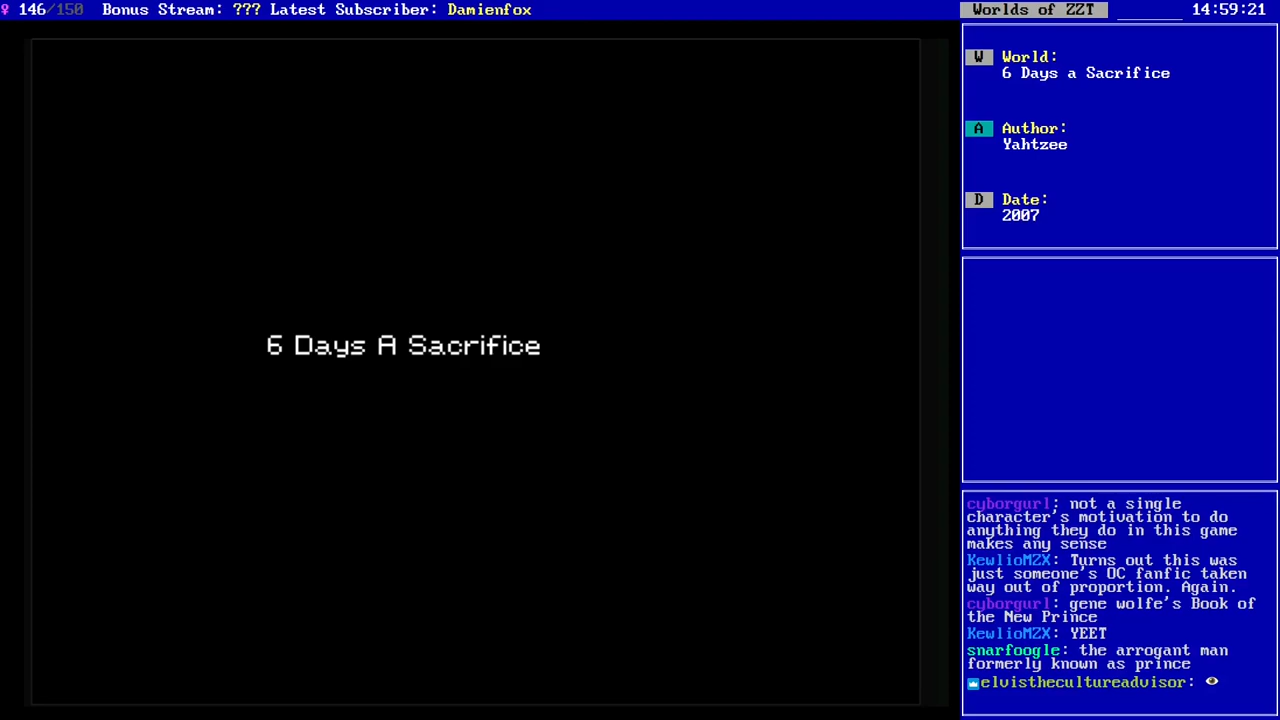 ♀ 146/150 Bonus Stream: ??? Latest Subscriber: Damienfox
Worlds of ZZT
14:59:21
W World:
6 Days a Sacrifice
A Author:
Yahtzee
D Date:
2007
6 Days A Sacrifice
cyborgurl: not a single
character's motivation to do
anything they do in this game
makes any sense
KewlioMZX: Turns out this was
just someone's OC fanfic taken
way out of proportion. Again.
cyborgurl: gene wolfe's Book of
the New Prince
KewlioMZX: YEET
snarfoogle: the arrogant man
formerly known as prince
elvisthecultureadvisor: 👁